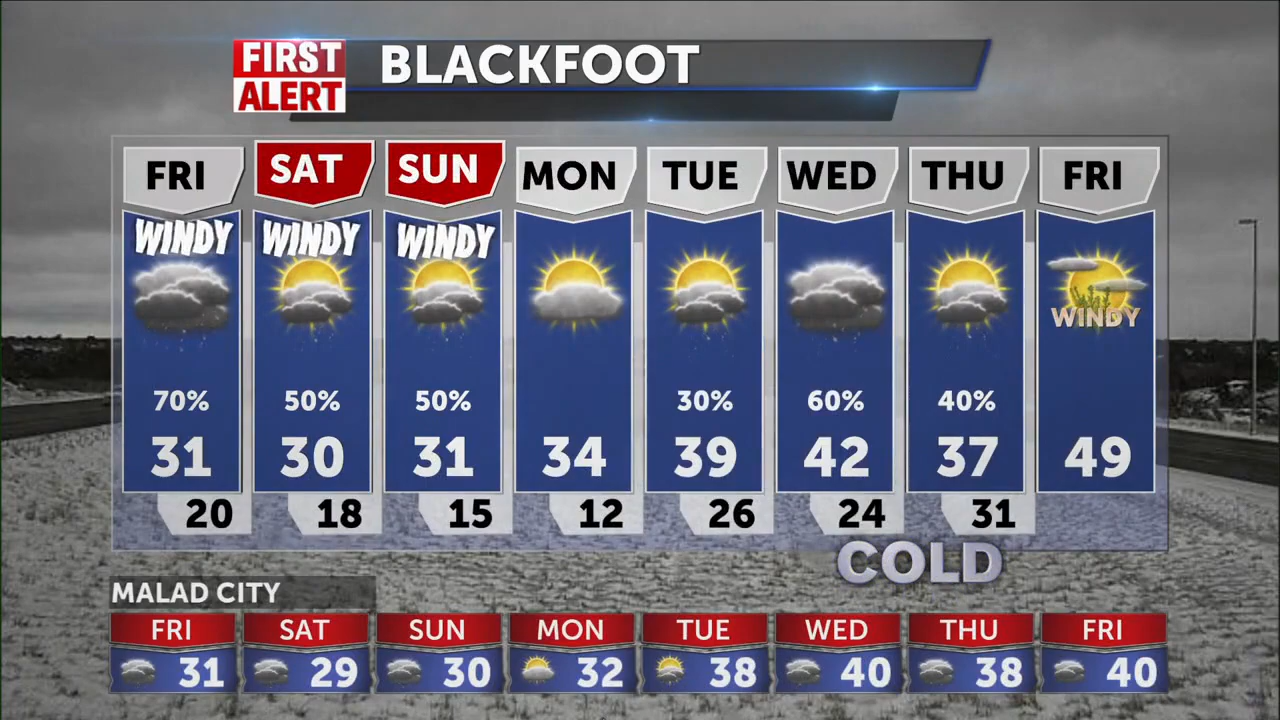 FIRST
ALERT
BLACKFOOT
FRI SAT SUN MON TUE WED THU FRI
WINDY WINDY WINDY
WINDY
70% 50% 50% 30% 60% 40%
31 30 31 34 39 42 37 49
20 18 15 12 26 24 31
COLD
MALAD CITY
FRI SAT SUN MON TUE WED THU FRI
31 29 30 32 38 40 38 40